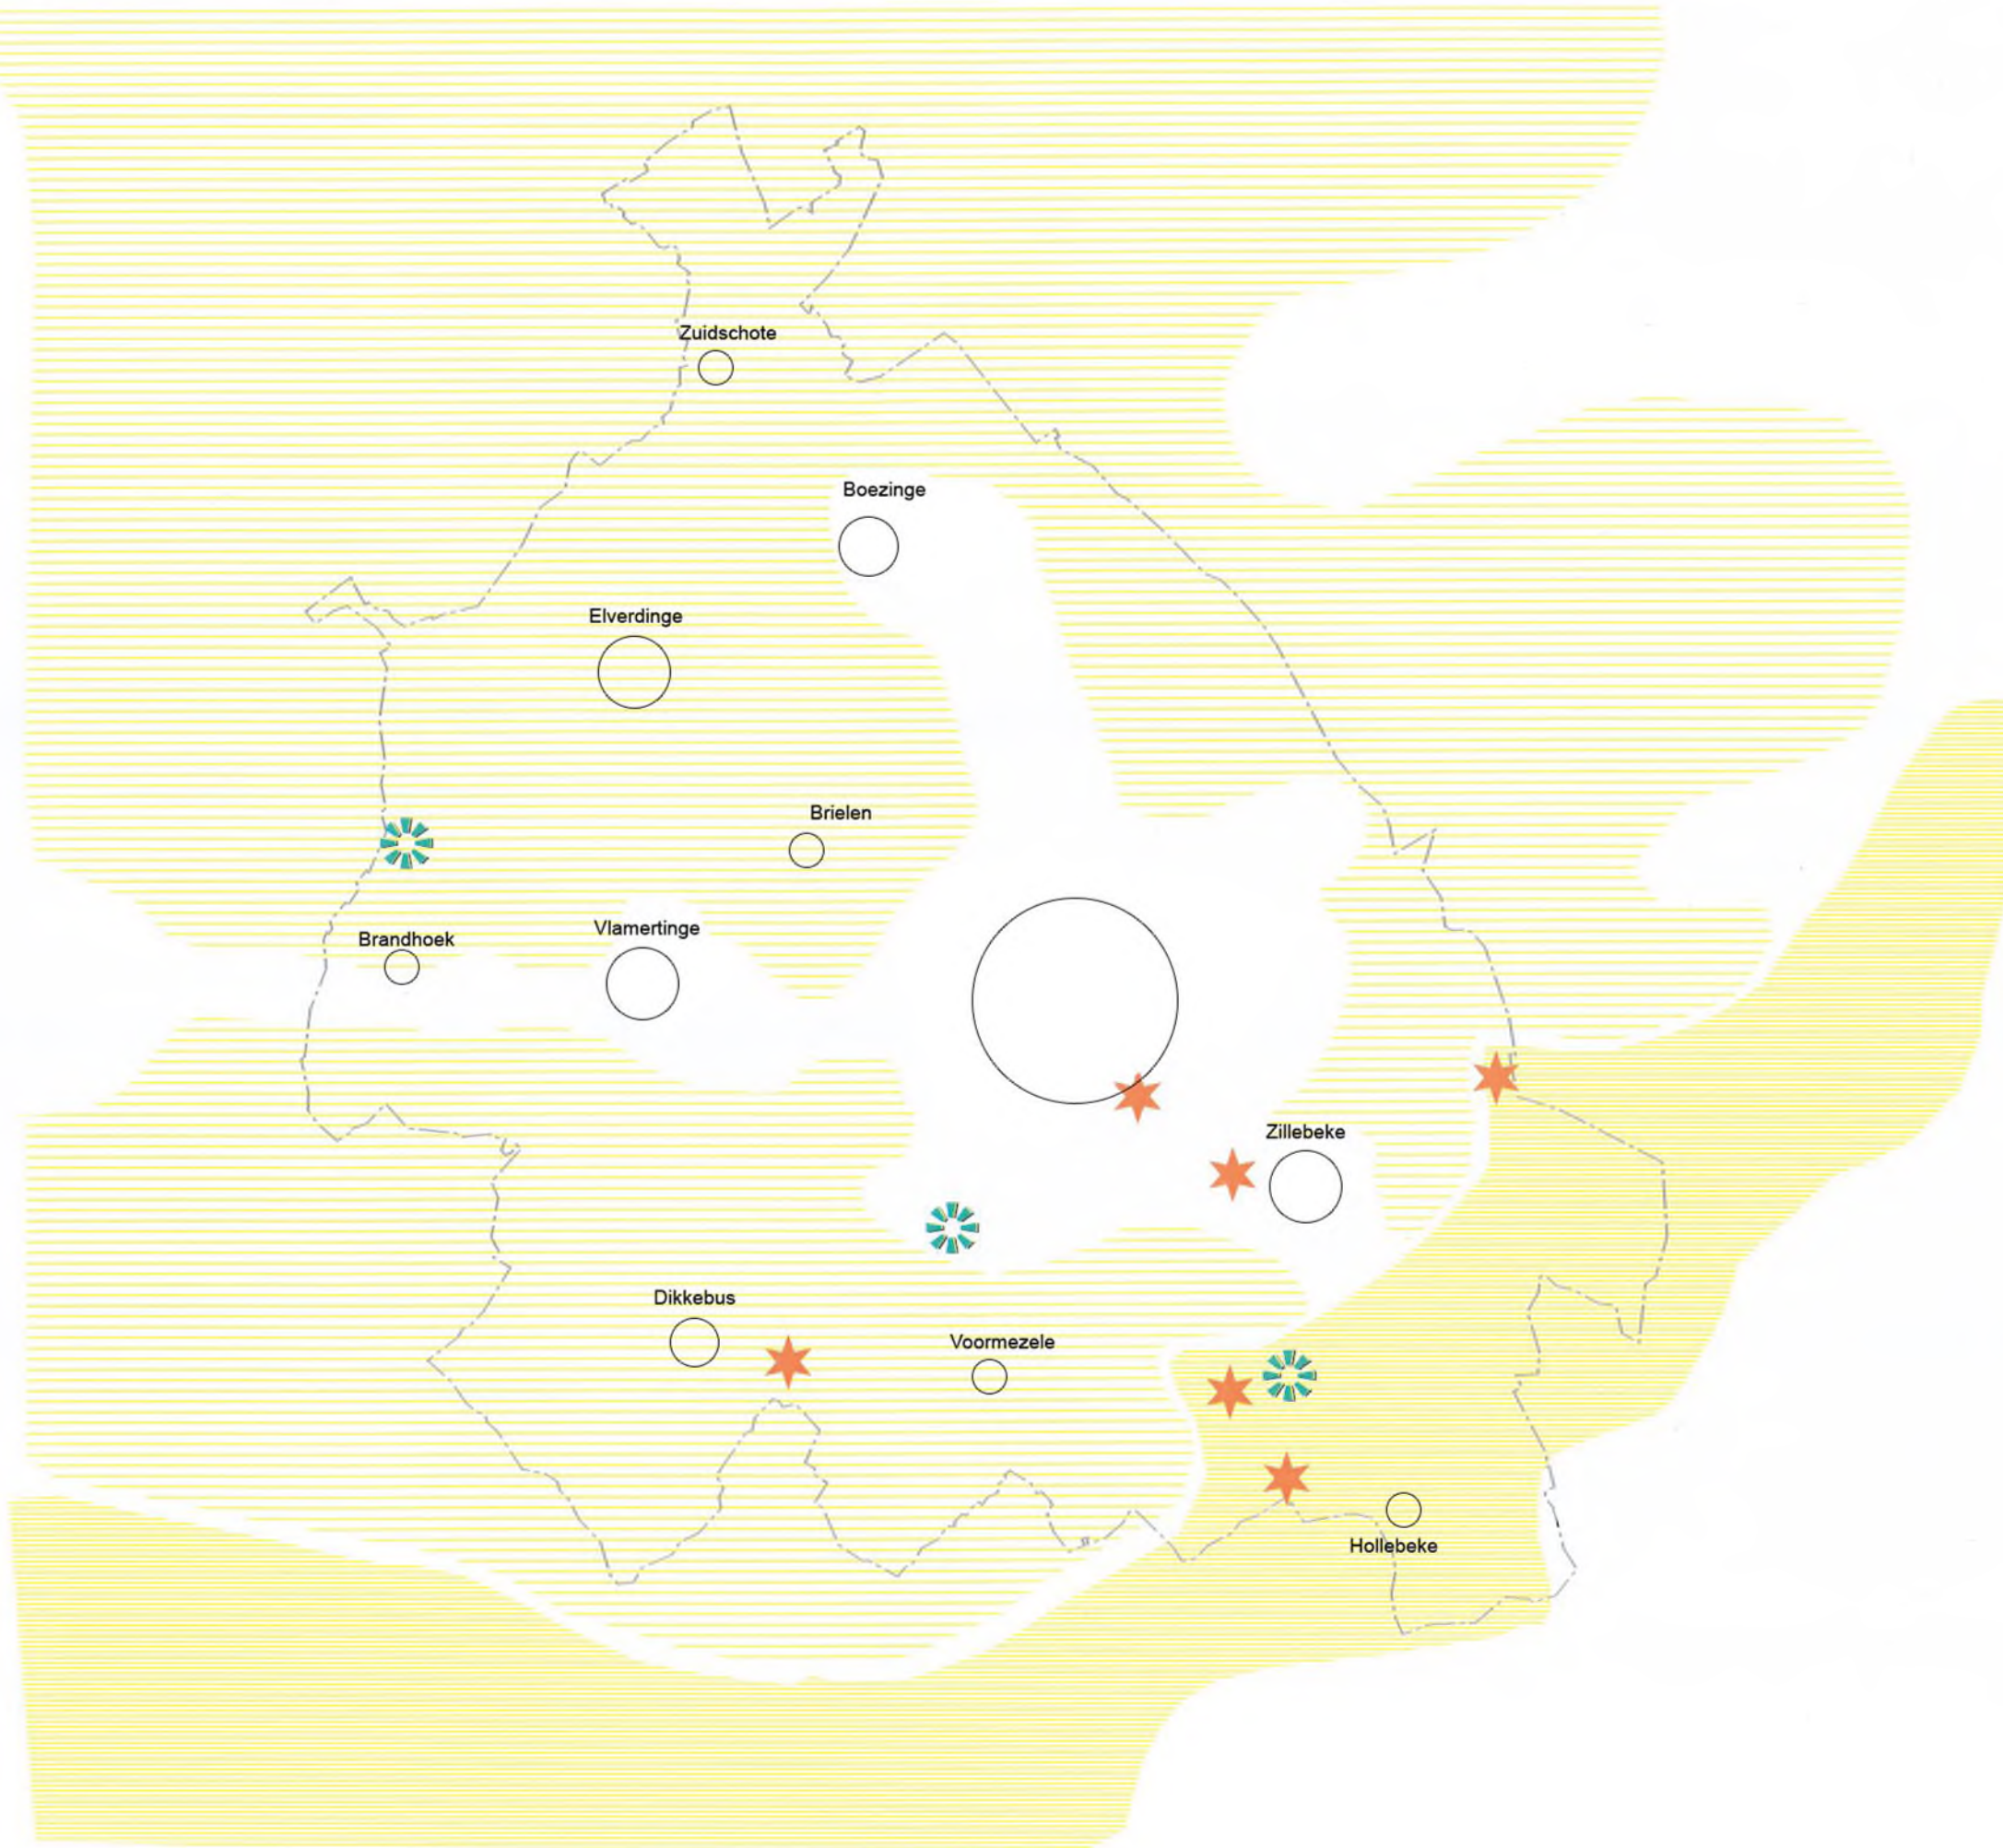 Zuidschote
Boezinge
Elverdinge
Brielen
Vlamertinge
Brandhoek
Zillebeke
Dikkebus
Voormezele
Hollebeke